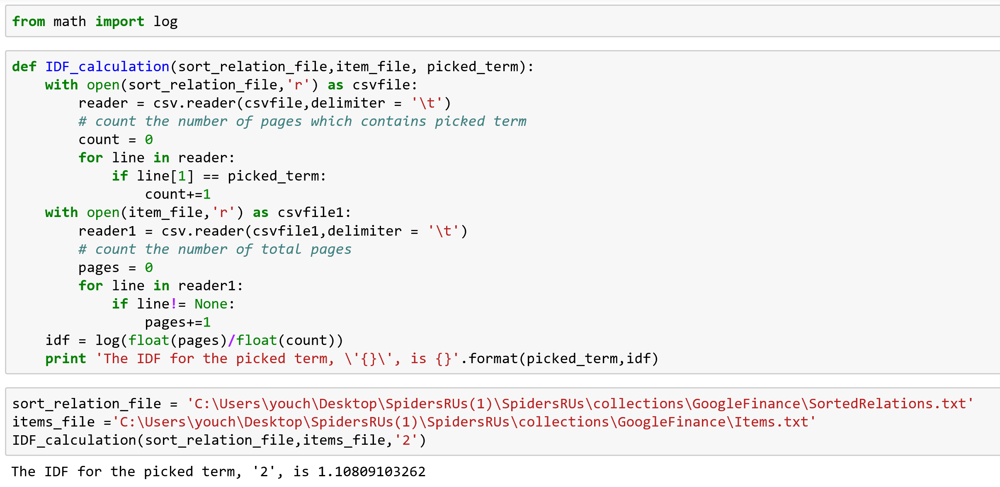 from math import log
def IDF_calculation(sort_relation_file,item_file, picked_term):
    with open(sort_relation_file,'r') as csvfile:
        reader = csv.reader(csvfile,delimiter = '\t')
        # count the number of pages which contains picked term
        count = 0
        for line in reader:
            if line[1] == picked_term:
                count+=1
    with open(item_file,'r') as csvfile1:
        reader1 = csv.reader(csvfile1,delimiter = '\t')
        # count the number of total pages
        pages = 0
        for line in reader1:
            if line!= None:
                pages+=1
    idf = log(float(pages)/float(count))
    print 'The IDF for the picked term, \'{}\', is {}'.format(picked_term,idf)
sort_relation_file = 'C:\Users\youch\Desktop\SpidersRUs(1)\SpidersRUs\collections\GoogleFinance\SortedRelations.txt'
items_file ='C:\Users\youch\Desktop\SpidersRUs(1)\SpidersRUs\collections\GoogleFinance\Items.txt'
IDF_calculation(sort_relation_file,items_file,'2')
The IDF for the picked term, '2', is 1.10809103262